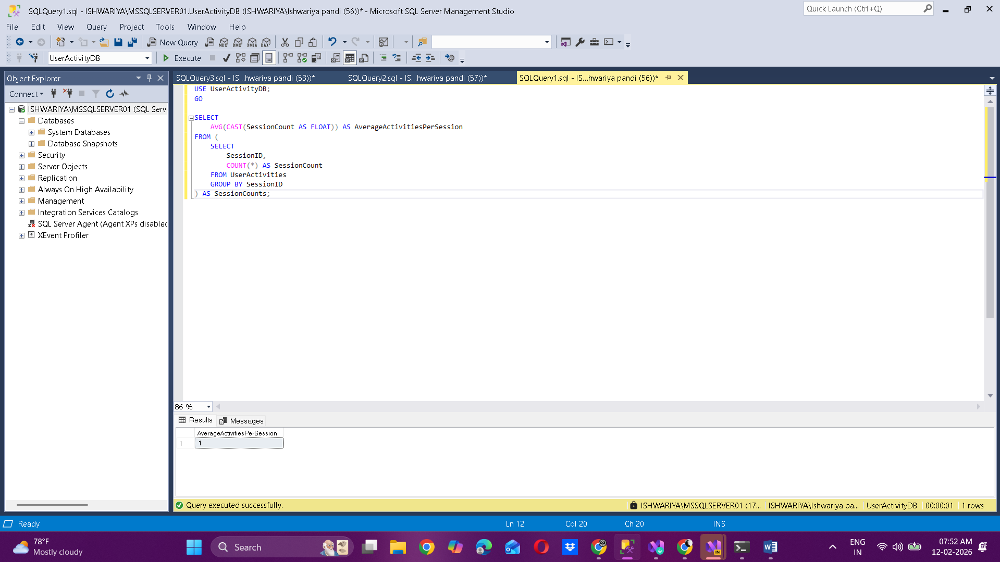 SQLQuery1.sql - ISHWARIYA\MSSQLSERVER01.UserActivityDB (ISHWARIYA\Ishwariya pandi (56))* - Microsoft SQL Server Management Studio
Quick Launch (Ctrl+Q)
File Edit View Query Project Tools Window Help
New Query MDX DMX XMLA DAX
UserActivityDB Execute
Object Explorer
SQLQuery3.sql - IS...hwariya pandi (53))* SQLQuery2.sql - IS...hwariya pandi (57))* SQLQuery1.sql - IS...hwariya pandi (56))*
Connect
ISHWARIYA\MSSQLSERVER01 (SQL Serv
Databases
System Databases
Database Snapshots
Security
Server Objects
Replication
Always On High Availability
Management
Integration Services Catalogs
SQL Server Agent (Agent XPs disabled
XEvent Profiler
USE UserActivityDB;
GO
SELECT
AVG(CAST(SessionCount AS FLOAT)) AS AverageActivitiesPerSession
FROM (
SELECT
SessionID,
COUNT(*) AS SessionCount
FROM UserActivities
GROUP BY SessionID
) AS SessionCounts;
86 %
Results Messages
AverageActivitiesPerSession
1 1
Query executed successfully.
ISHWARIYA\MSSQLSERVER01 (17... ISHWARIYA\Ishwariya pa... UserActivityDB 00:00:01 1 rows
Ready Ln 12 Col 20 Ch 20 INS
78°F
Mostly cloudy
Search
ENG
IN
07:52 AM
12-02-2026